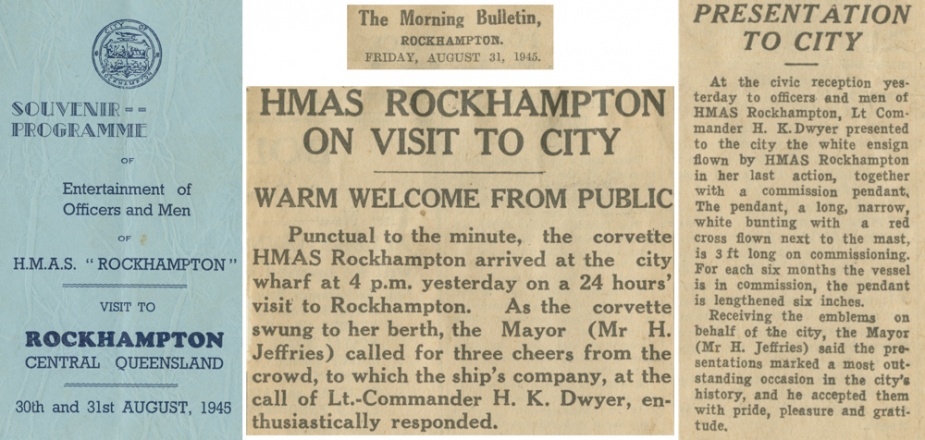 CITY OF
ROCKHAMPTON
SOUVENIR==
PROGRAMME
OF
Entertainment of
Officers and Men
OF
H.M.A.S. "ROCKHAMPTON"
VISIT TO
ROCKHAMPTON
CENTRAL QUEENSLAND
30th and 31st AUGUST, 1945
The Morning Bulletin,
ROCKHAMPTON.
FRIDAY, AUGUST 31, 1945.
HMAS ROCKHAMPTON
ON VISIT TO CITY
WARM WELCOME FROM PUBLIC
Punctual to the minute, the corvette
HMAS Rockhampton arrived at the city
wharf at 4 p.m. yesterday on a 24 hours'
visit to Rockhampton. As the corvette
swung to her berth, the Mayor (Mr H.
Jeffries) called for three cheers from the
crowd, to which the ship's company, at the
call of Lt.-Commander H. K. Dwyer, en-
thusiastically responded.
PRESENTATION
TO CITY
At the civic reception yes-
terday to officers and men of
HMAS Rockhampton, Lt Com-
mander H. K. Dwyer presented
to the city the white ensign
flown by HMAS Rockhampton
in her last action, together
with a commission pendant.
The pendant, a long, narrow,
white bunting with a red
cross flown next to the mast,
is 3 ft long on commissioning.
For each six months the vessel
is in commission, the pendant
is lengthened six inches.
Receiving the emblems on
behalf of the city, the Mayor
(Mr H. Jeffries) said the pre-
sentations marked a most out-
standing occasion in the city's
history, and he accepted them
with pride, pleasure and grati-
tude.